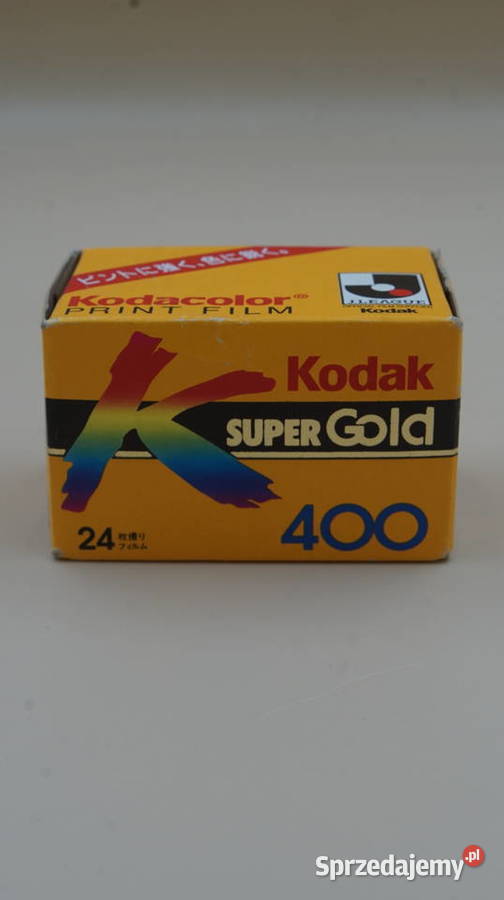 ピントに強く、色に鋭く。
Kodacolor®
PRINT FILM
J.LEAGUE
Kodak
Kodak
SUPER Gold
24 枚撮り
フィルム
400
Sprzedajemy.pl